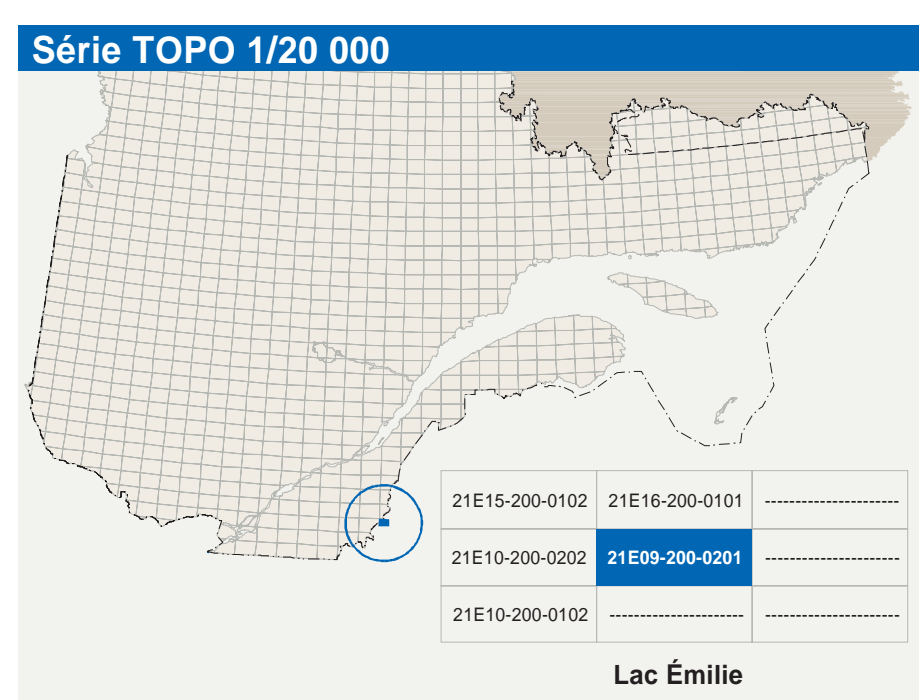 Série TOPO 1/20 000
21E15-200-0102 21E16-200-0101 --------------------
21E10-200-0202 21E09-200-0201 --------------------
21E10-200-0102 -------------------- --------------------
Lac Émilie